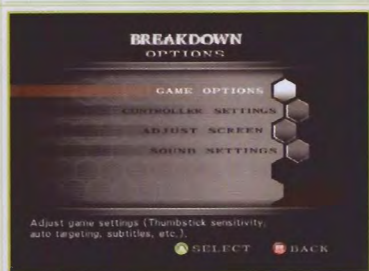 BREAKDOWN
OPTIONS
GAME OPTIONS
CONTROLLER SETTINGS
ADJUST SCREEN
SOUND SETTINGS
Adjust game settings (Thumbstick sensitivity,
auto targeting, subtitles, etc.).
A SELECT B BACK